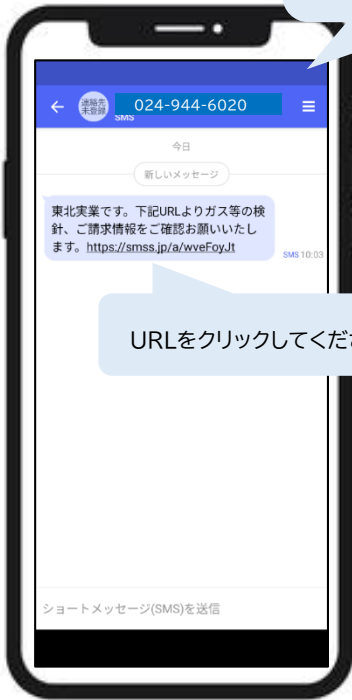 連絡先
未登録
024-944-6020
SMS
今日
新しいメッセージ
東北実業です。下記URLよりガス等の検
針、ご請求情報をご確認お願いいたし
ます。https://smss.jp/a/wveFoyJt
SMS 10:03
URLをクリックしてくだ
ショートメッセージ(SMS)を送信